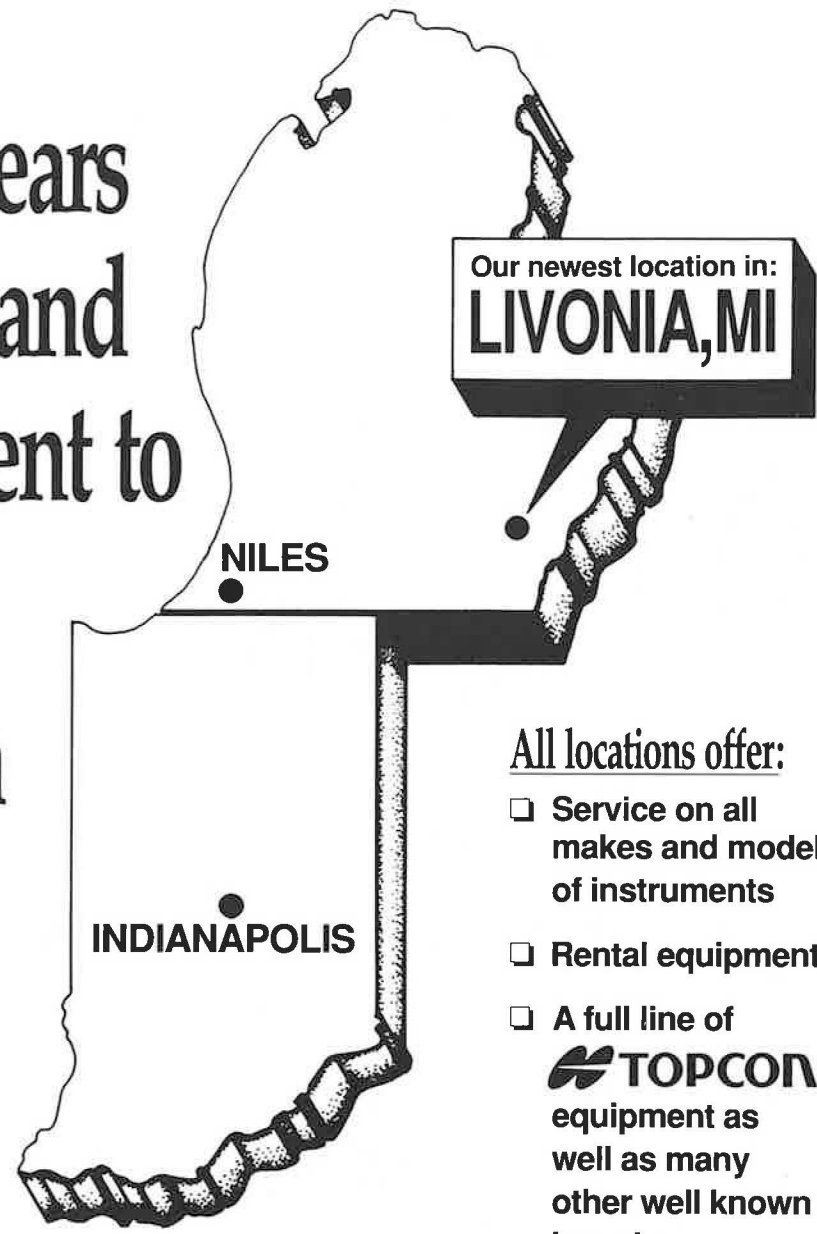 ears
and
ent to
Our newest location in:
LIVONIA, MI
NILES
INDIANAPOLIS
All locations offer:
❏ Service on all
makes and model
of instruments
❏ Rental equipment
❏ A full line of
TOPCON
equipment as
well as many
other well known